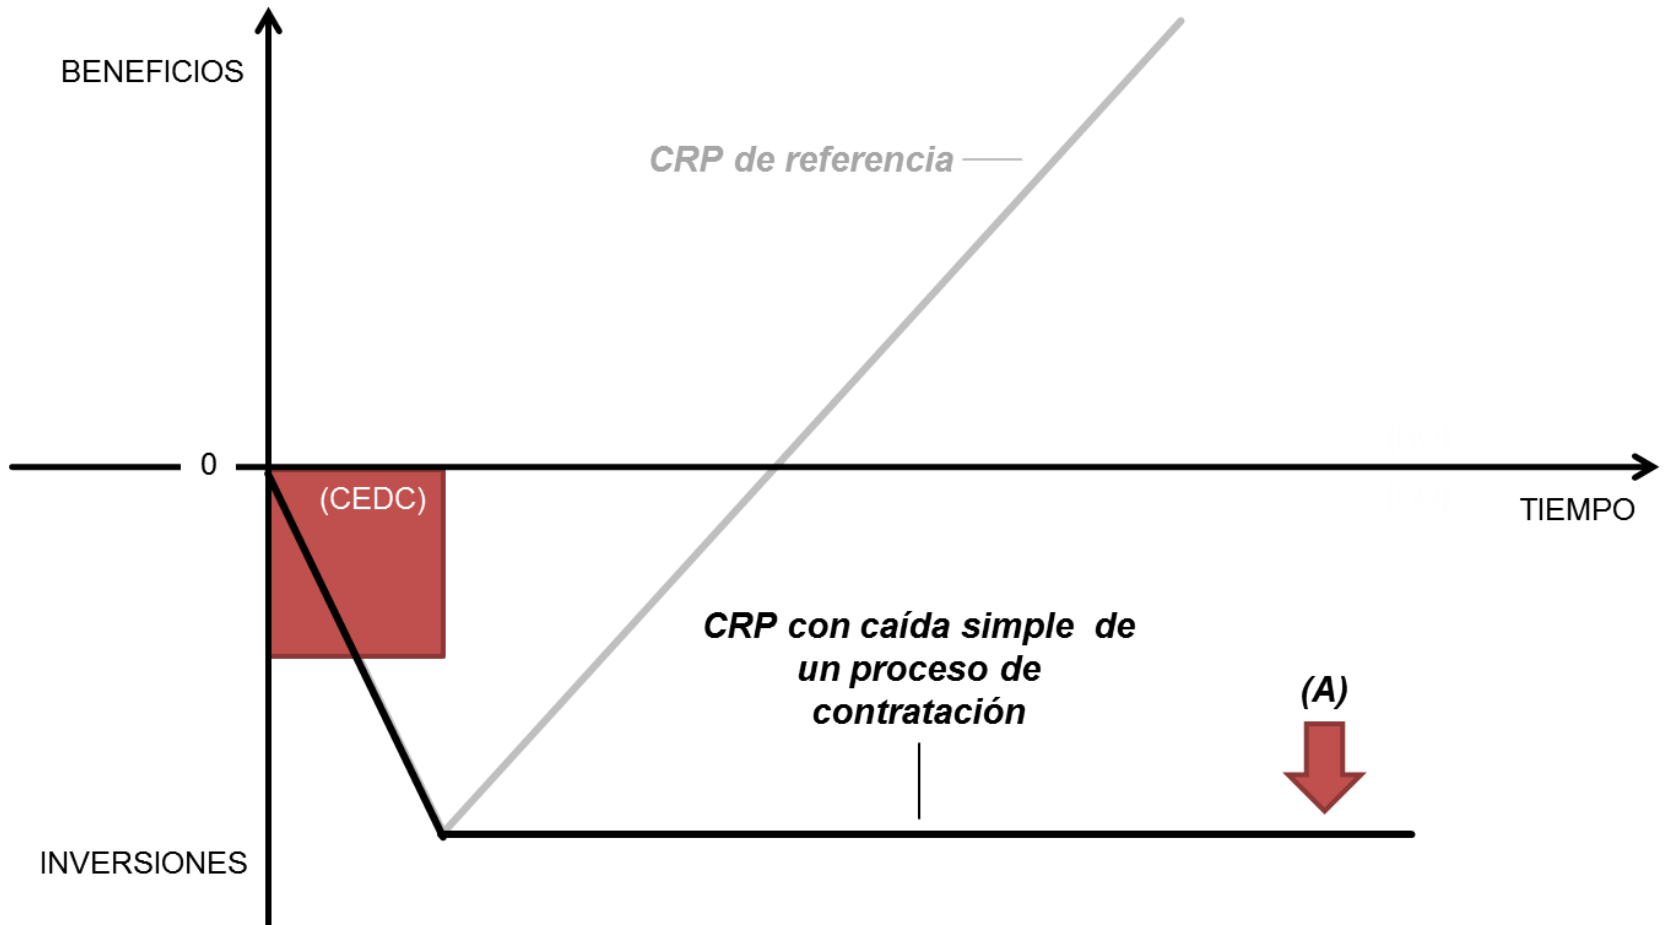 BENEFICIOS
CRP de referencia
0
(CEDC)
TIEMPO
CRP con caída simple de
un proceso de
contratación
(A)
INVERSIONES